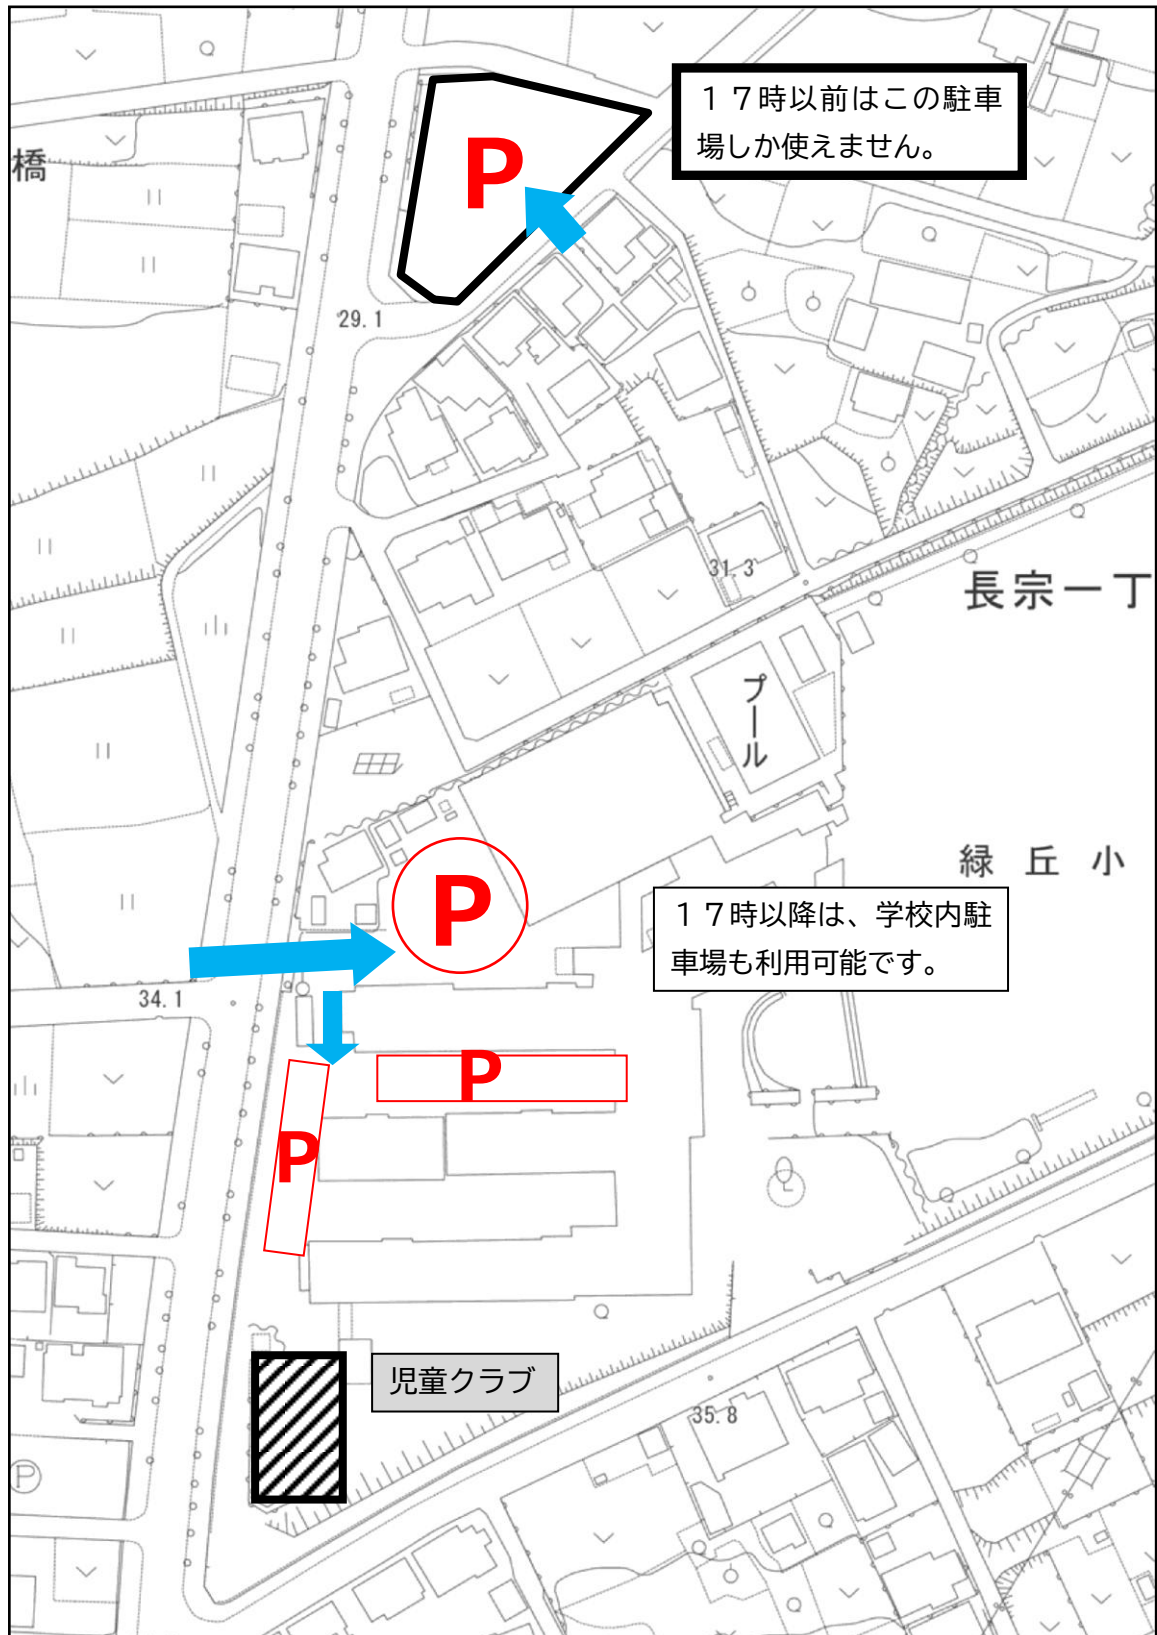 １７時以前はこの駐車
場しか使えません。
橋
P
29.1
31.3
長宗一丁
プール
緑丘小
P
１７時以降は、学校内駐
車場も利用可能です。
34.1
P
P
児童クラブ
35.8
P